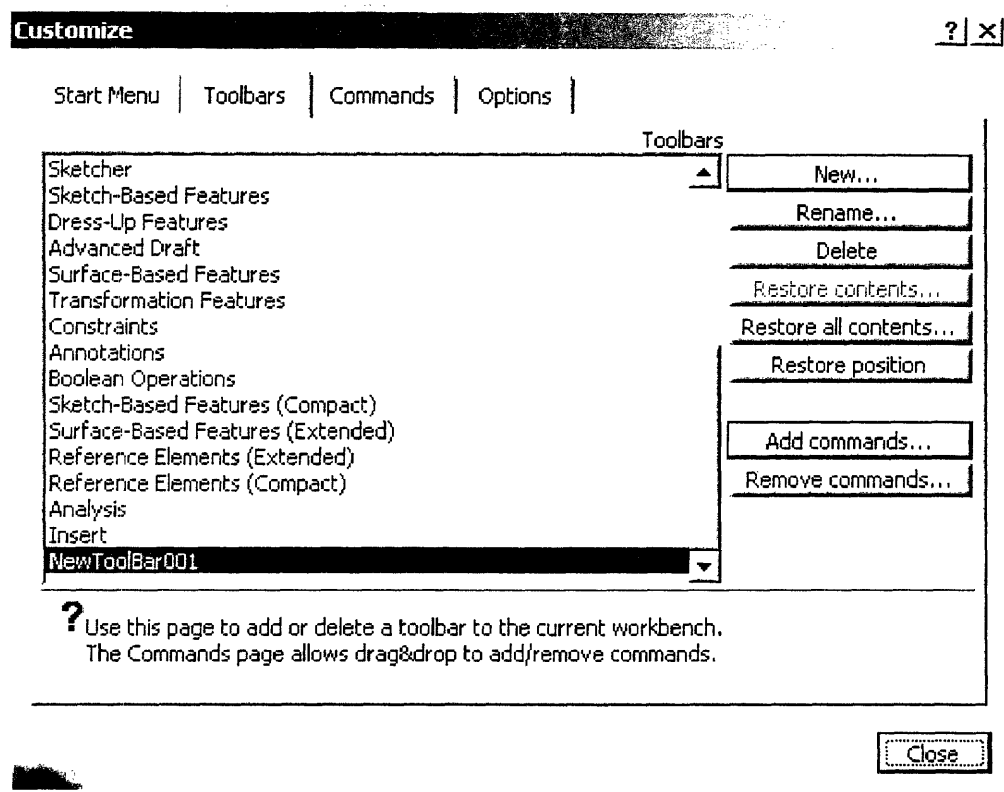 Customize
? ×
Start Menu Toolbars Commands Options
Toolbars
Sketcher
Sketch-Based Features
Dress-Up Features
Advanced Draft
Surface-Based Features
Transformation Features
Constraints
Annotations
Boolean Operations
Sketch-Based Features (Compact)
Surface-Based Features (Extended)
Reference Elements (Extended)
Reference Elements (Compact)
Analysis
Insert
NewToolBar001
New...
Rename...
Delete
Restore contents...
Restore all contents...
Restore position
Add commands...
Remove commands...
? Use this page to add or delete a toolbar to the current workbench.
The Commands page allows drag&drop to add/remove commands.
Close